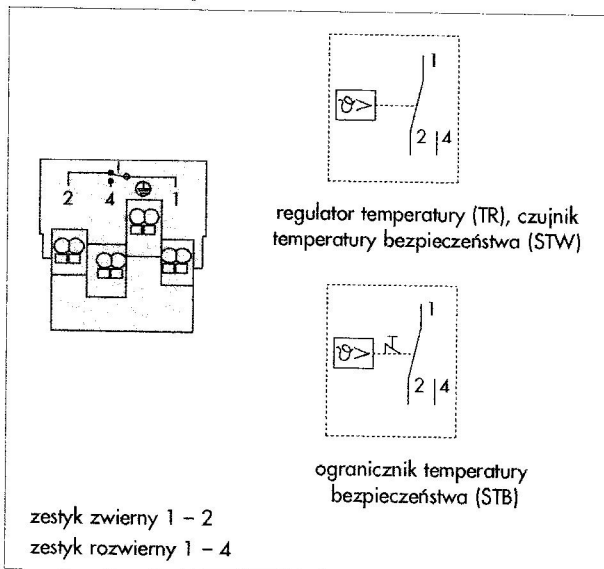 1
ϑ>
2 4
2 4 1
regulator temperatury (TR), czujnik
temperatury bezpieczeństwa (STW)
1
ϑ>
2 4
ogranicznik temperatury
bezpieczeństwa (STB)
zestyk zwierny 1 – 2
zestyk rozwierny 1 – 4